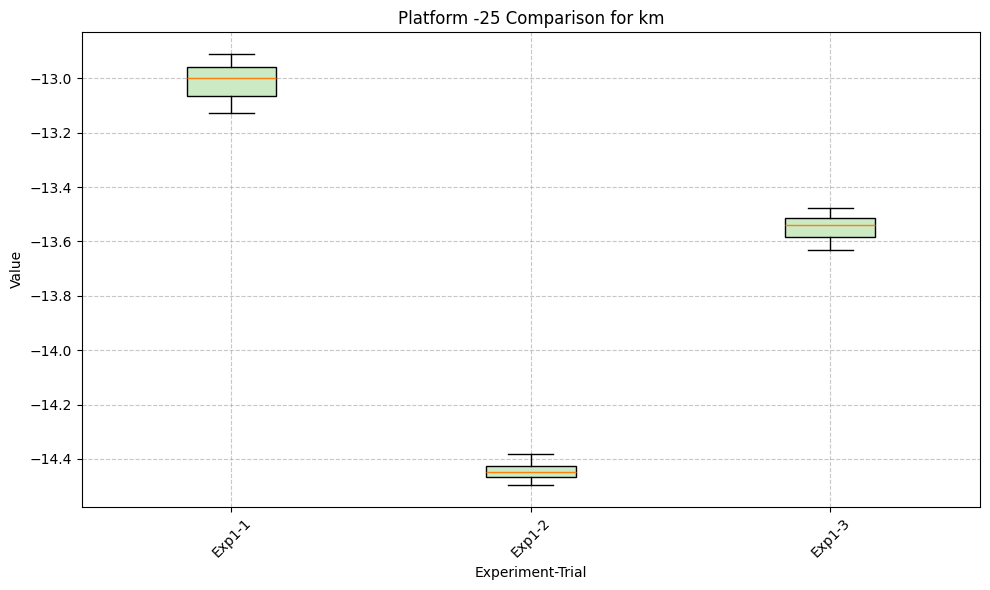 Platform -25 Comparison for km
Value
−13.0
−13.2
−13.4
−13.6
−13.8
−14.0
−14.2
−14.4
Exp1-1
Exp1-2
Exp1-3
Experiment-Trial